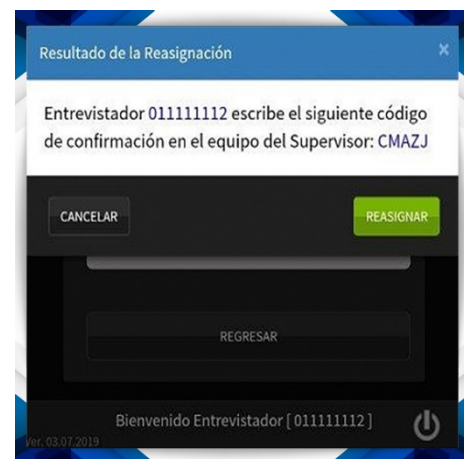 Resultado de la Reasignación ×
Entrevistador 011111112 escribe el siguiente código
de confirmación en el equipo del Supervisor: CMAZJ
CANCELAR REASIGNAR
REGRESAR
Bienvenido Entrevistador [ 011111112 ]
Ver. 03.07.2019